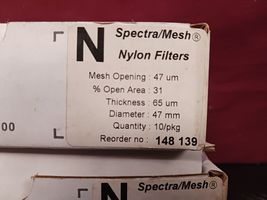 N
Spectra/Mesh®
Nylon Filters
Mesh Opening : 47 um
% Open Area : 31
Thickness : 65 um
Diameter : 47 mm
Quantity : 10/pkg
Reorder no : 148 139
00
N
Spectra/Mesh®